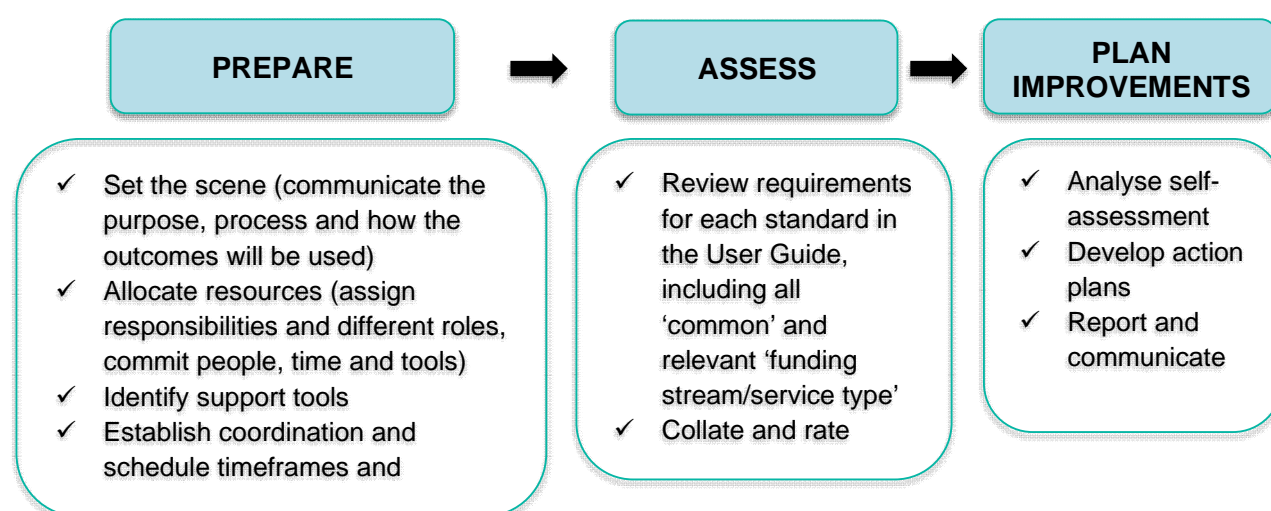 PREPARE
ASSESS
PLAN
IMPROVEMENTS
✓ Set the scene (communicate the
purpose, process and how the
outcomes will be used)
✓ Allocate resources (assign
responsibilities and different roles,
commit people, time and tools)
✓ Identify support tools
✓ Establish coordination and
schedule timeframes and
✓ Review requirements
for each standard in
the User Guide,
including all
‘common’ and
relevant ‘funding
stream/service type’
✓ Collate and rate
✓ Analyse self-
assessment
✓ Develop action
plans
✓ Report and
communicate